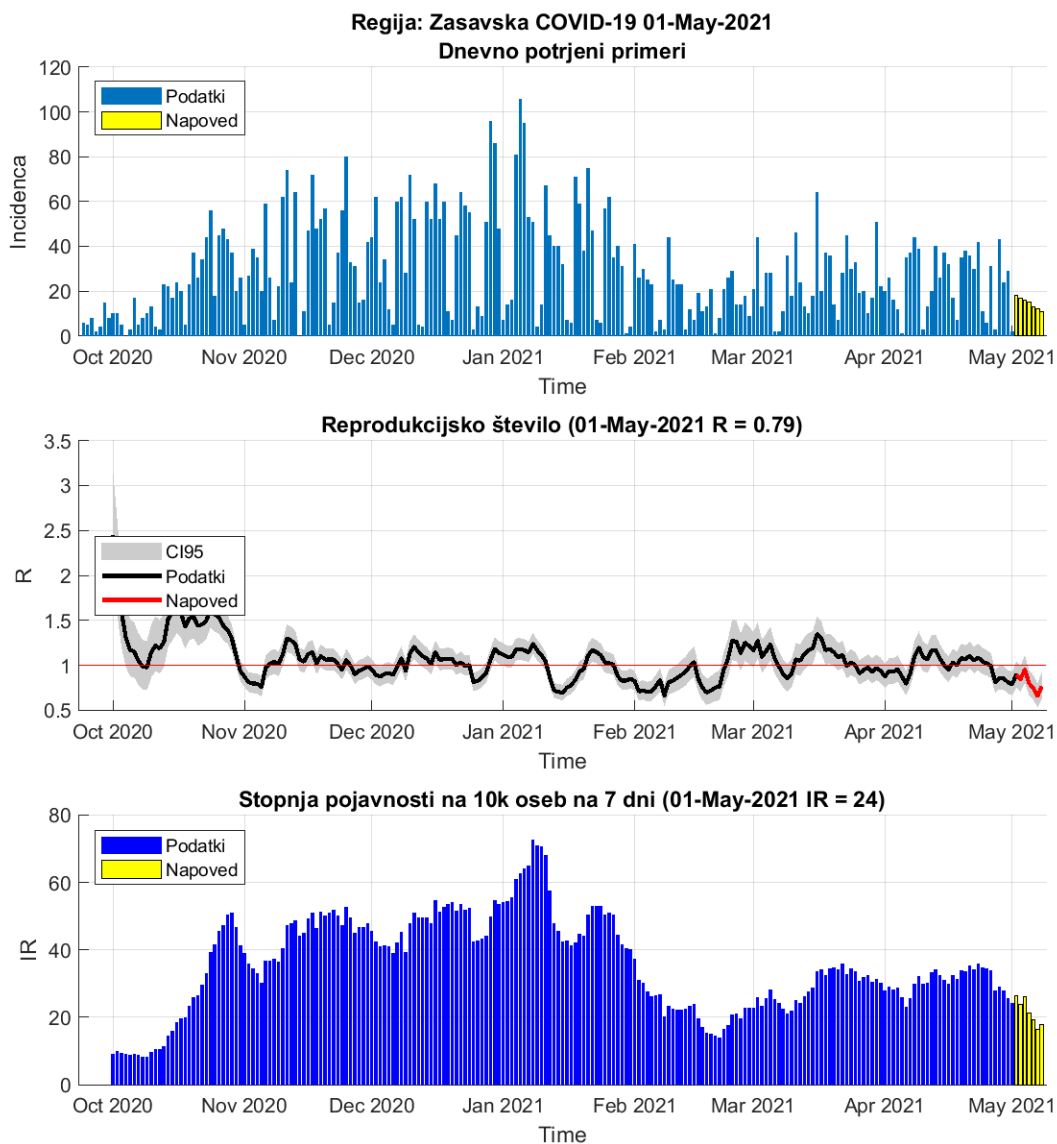 Regija: Zasavska COVID-19 01-May-2021
Dnevno potrjeni primeri
120
100
80
60
40
20
0
Incidenca
Podatki
Napoved
Oct 2020 Nov 2020 Dec 2020 Jan 2021 Feb 2021 Mar 2021 Apr 2021 May 2021
Time
Reprodukcijsko število (01-May-2021 R = 0.79)
3.5
3
2.5
2
1.5
1
0.5
R
CI95
Podatki
Napoved
Oct 2020 Nov 2020 Dec 2020 Jan 2021 Feb 2021 Mar 2021 Apr 2021 May 2021
Time
Stopnja pojavnosti na 10k oseb na 7 dni (01-May-2021 IR = 24)
80
60
40
20
0
IR
Podatki
Napoved
Oct 2020 Nov 2020 Dec 2020 Jan 2021 Feb 2021 Mar 2021 Apr 2021 May 2021
Time